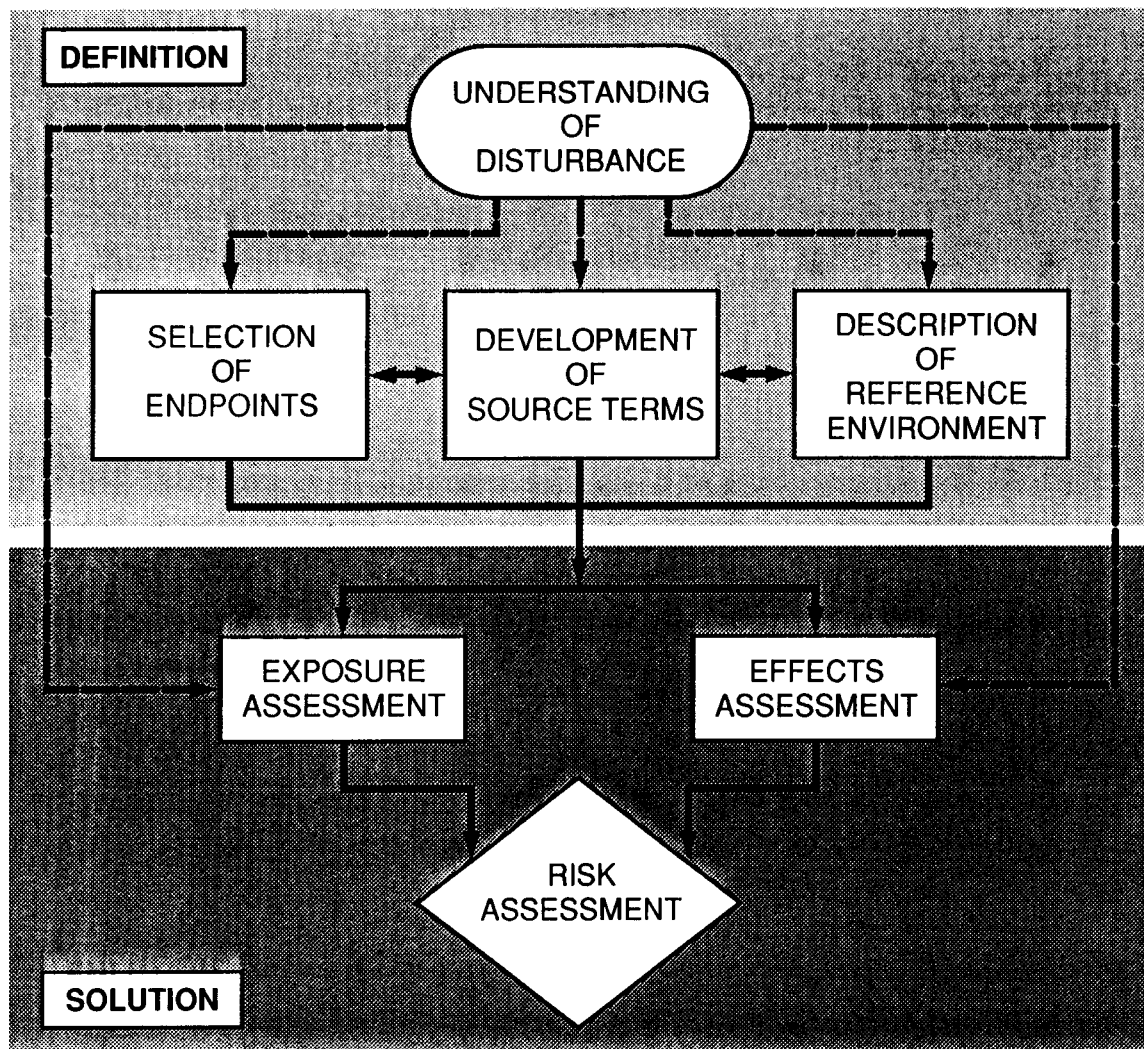 DEFINITION
UNDERSTANDING
OF
DISTURBANCE
SELECTION
OF
ENDPOINTS
DEVELOPMENT
OF
SOURCE TERMS
DESCRIPTION
OF
REFERENCE
ENVIRONMENT
EXPOSURE
ASSESSMENT
EFFECTS
ASSESSMENT
RISK
ASSESSMENT
SOLUTION